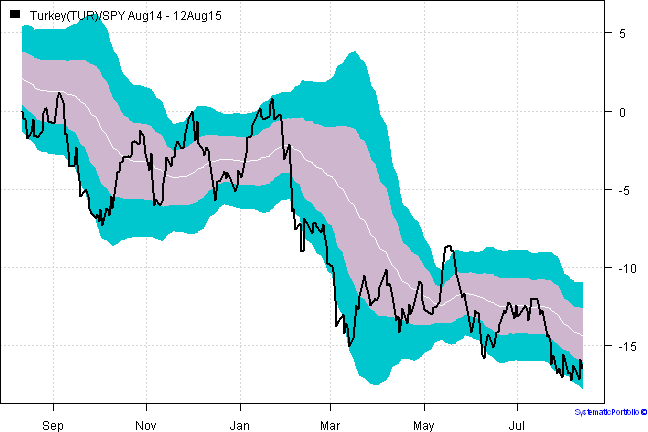 Turkey(TUR)/SPY Aug14 - 12Aug15
5
0
-5
-10
-15
Sep Nov Jan Mar May Jul
SystematicPortfolio ©